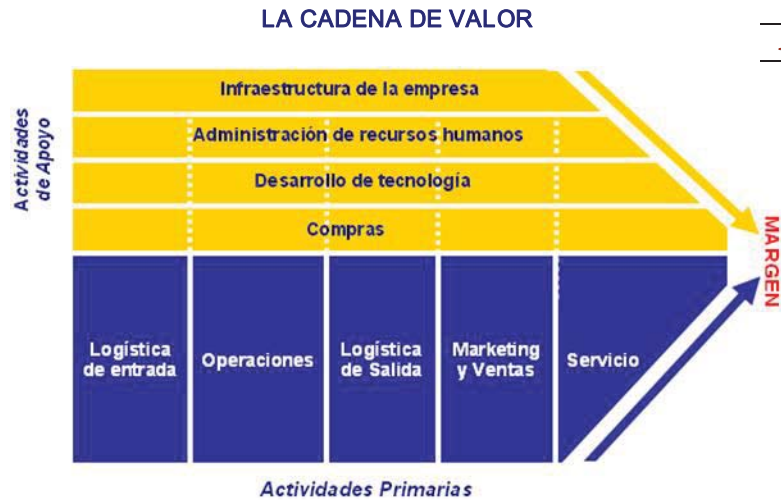 LA CADENA DE VALOR
Actividades
de Apoyo
Infraestructura de la empresa
Administración de recursos humanos
Desarrollo de tecnología
Compras
MARGEN
Logística
de entrada
Operaciones
Logística
de Salida
Marketing
y Ventas
Servicio
Actividades Primarias